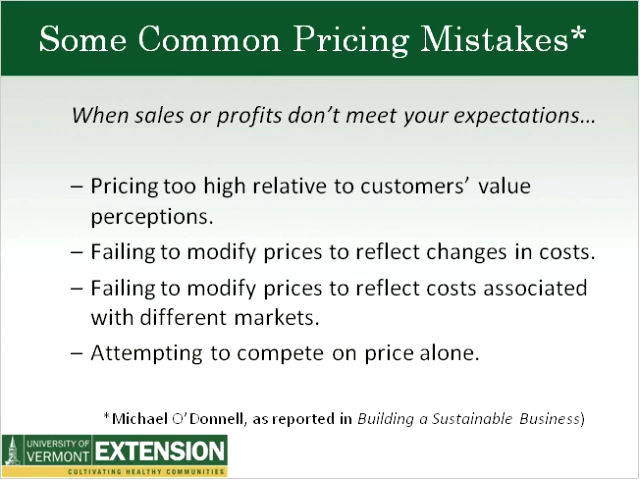 Some Common Pricing Mistakes*
When sales or profits don't meet your expectations…
– Pricing too high relative to customers' value
perceptions.
– Failing to modify prices to reflect changes in costs.
– Failing to modify prices to reflect costs associated
with different markets.
– Attempting to compete on price alone.
*Michael O'Donnell, as reported in Building a Sustainable Business)
UNIVERSITY OF
VERMONT
EXTENSION
CULTIVATING HEALTHY COMMUNITIES